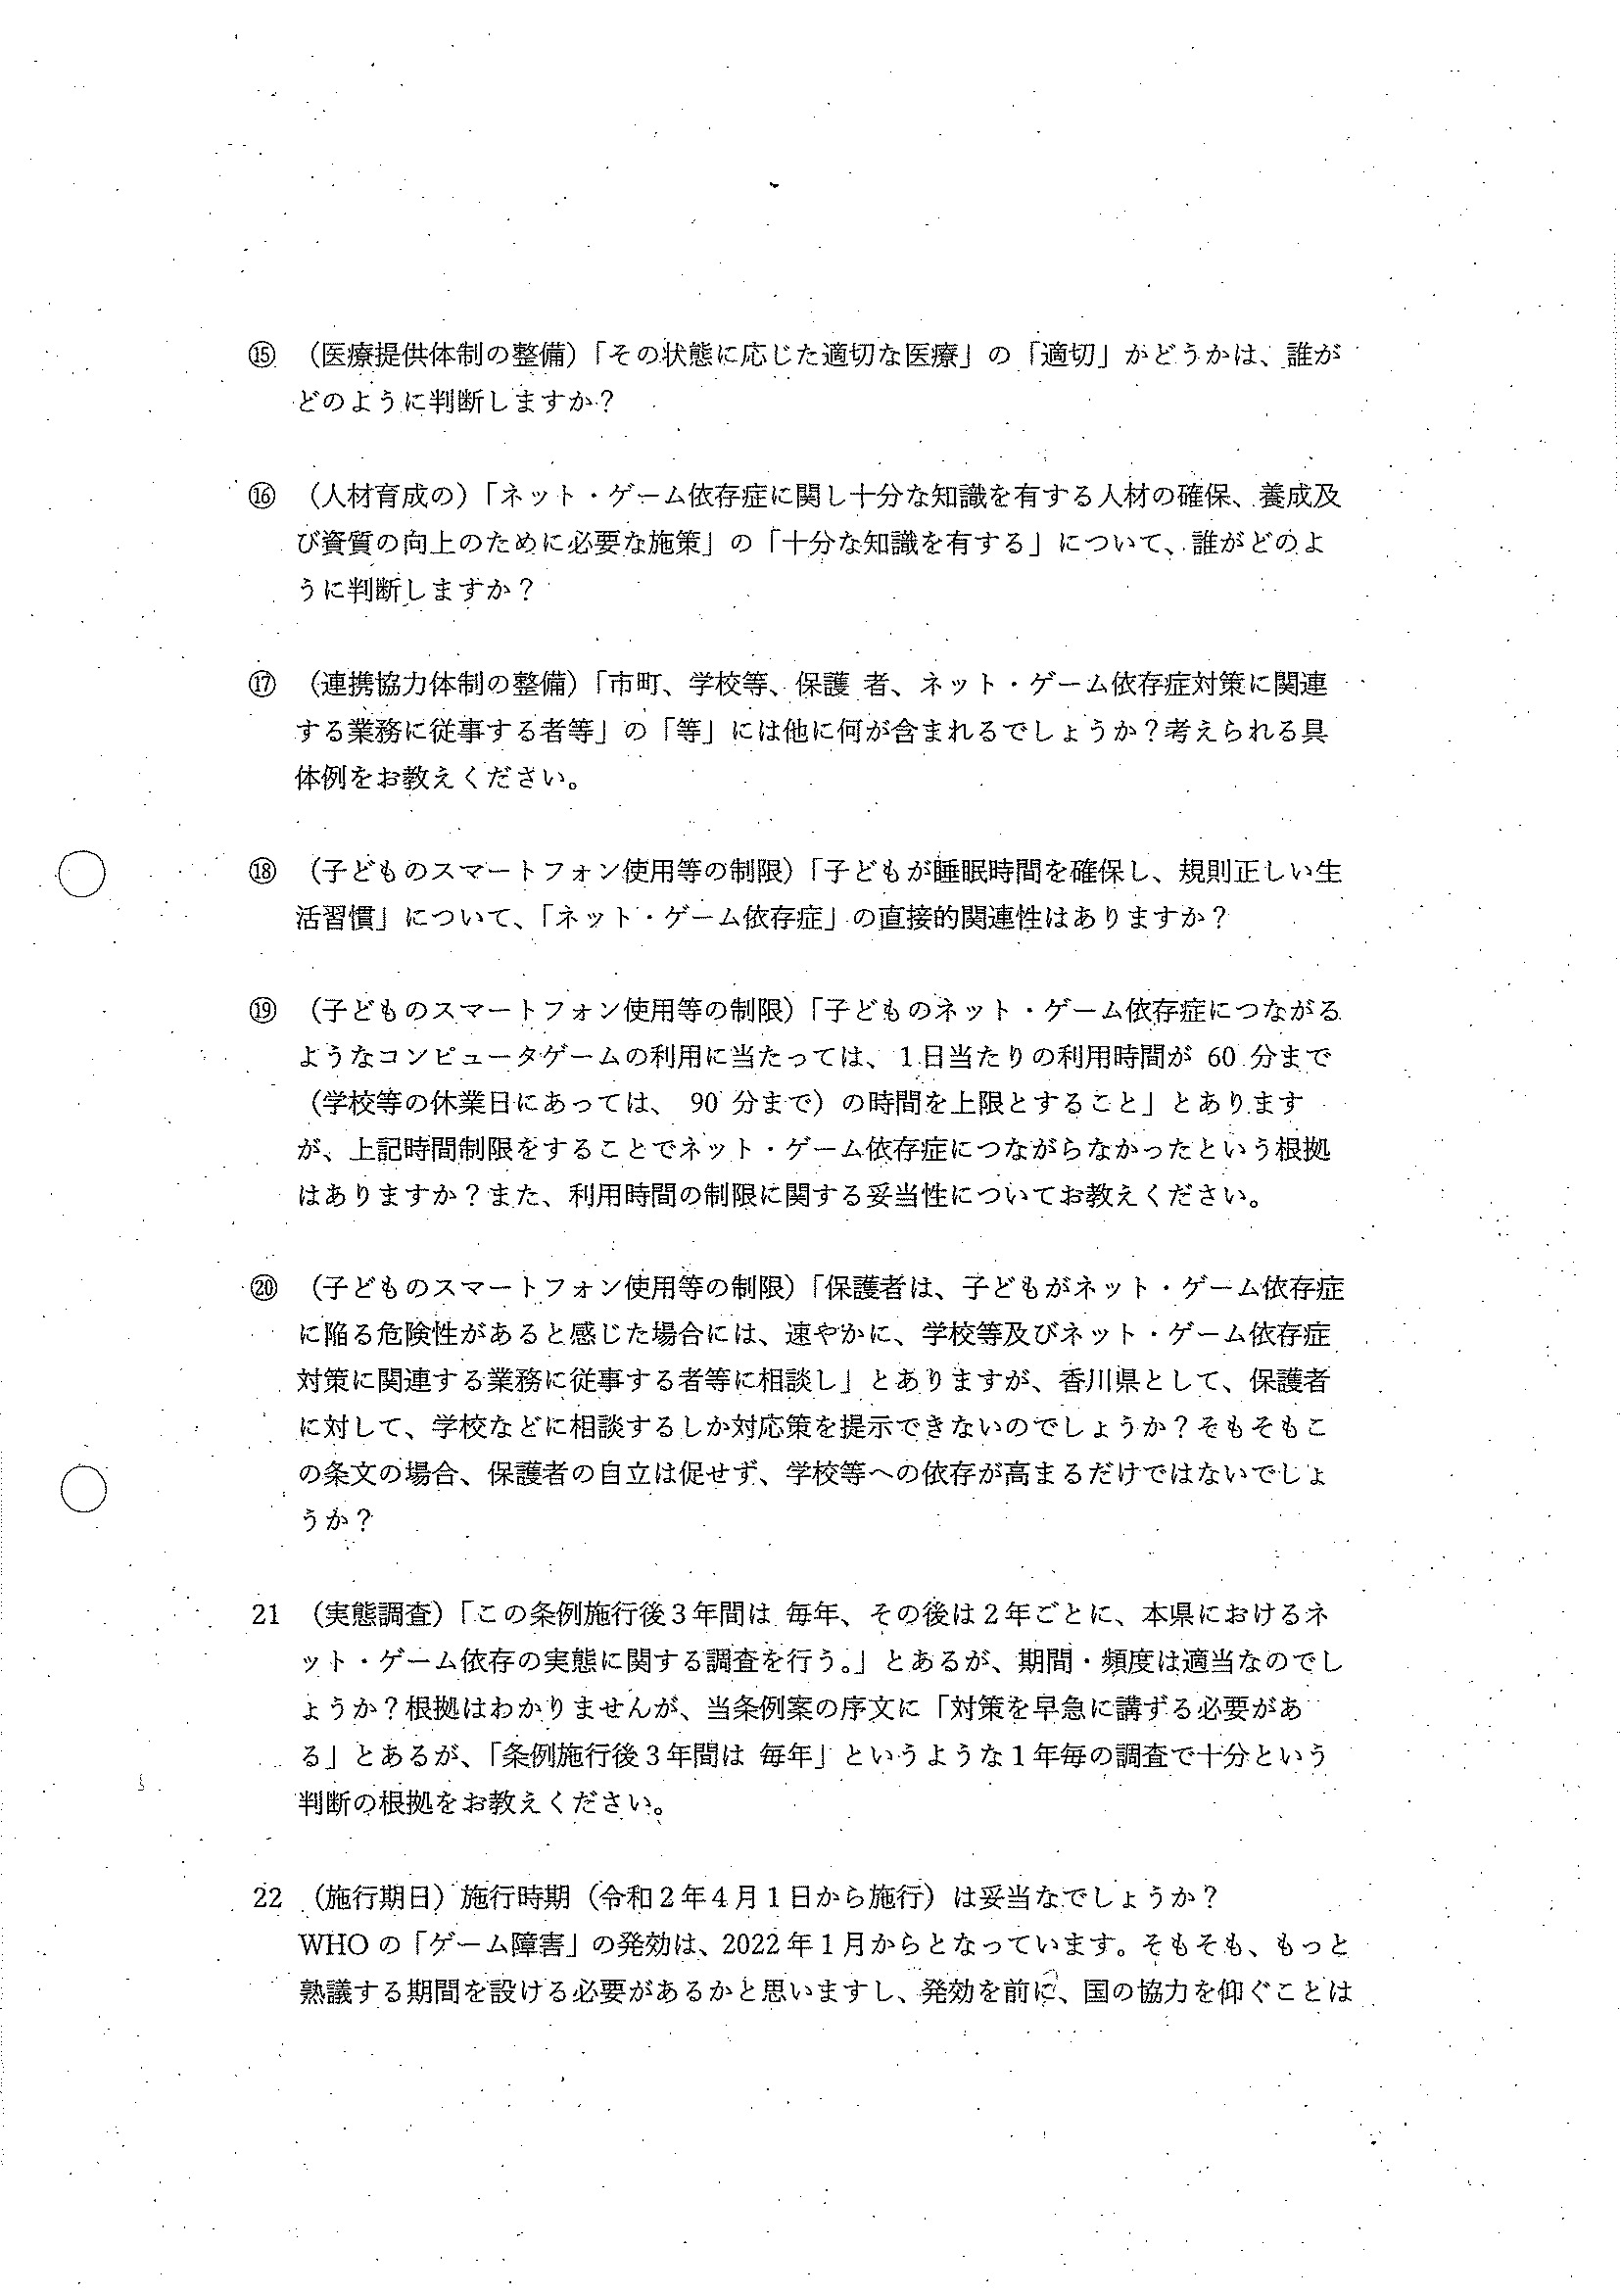 ⑮ （医療提供体制の整備）「その状態に応じた適切な医療」の「適切」がどうかは、誰が
どのように判断しますか？
⑯ （人材育成の）「ネット・ゲーム依存症に関し十分な知識を有する人材の確保、養成及
び資質の向上のために必要な施策」の「十分な知識を有する」について、誰がどのよ
うに判断しますか？
⑰ （連携協力体制の整備）「市町、学校等、保護 者、ネット・ゲーム依存症対策に関連
する業務に従事する者等」の「等」には他に何が含まれるでしょうか？考えられる具
体例をお教えください。
⑱ （子どものスマートフォン使用等の制限）「子どもが睡眠時間を確保し、規則正しい生
活習慣」について、「ネット・ゲーム依存症」の直接的関連性はありますか？
⑲ （子どものスマートフォン使用等の制限）「子どものネット・ゲーム依存症につながる
ようなコンピュータゲームの利用に当たっては、1 日当たりの利用時間が 60 分まで
（学校等の休業日にあっては、 90 分まで）の時間を上限とすること」とあります
が、上記時間制限をすることでネット・ゲーム依存症につながらなかったという根拠
はありますか？また、利用時間の制限に関する妥当性についてお教えください。
⑳ （子どものスマートフォン使用等の制限）「保護者は、子どもがネット・ゲーム依存症
に陥る危険性があると感じた場合には、速やかに、学校等及びネット・ゲーム依存症
対策に関連する業務に従事する者等に相談し」とありますが、香川県として、保護者
に対して、学校などに相談するしか対応策を提示できないのでしょうか？そもそもこ
の条文の場合、保護者の自立は促せず、学校等への依存が高まるだけではないでしょ
うか？
21 （実態調査）「この条例施行後３年間は 毎年、その後は２年ごとに、本県におけるネ
ット・ゲーム依存の実態に関する調査を行う。」とあるが、期間・頻度は適当なのでし
ょうか？根拠はわかりませんが、当条例案の序文に「対策を早急に講ずる必要があ
る」とあるが、「条例施行後３年間は 毎年」というような１年毎の調査で十分という
判断の根拠をお教えください。
22 （施行期日）施行時期（令和２年４月１日から施行）は妥当なでしょうか？
WHO の「ゲーム障害」の発効は、2022 年１月からとなっています。そもそも、もっと
熟議する期間を設ける必要があるかと思いますし、発効を前に、国の協力を仰ぐことは